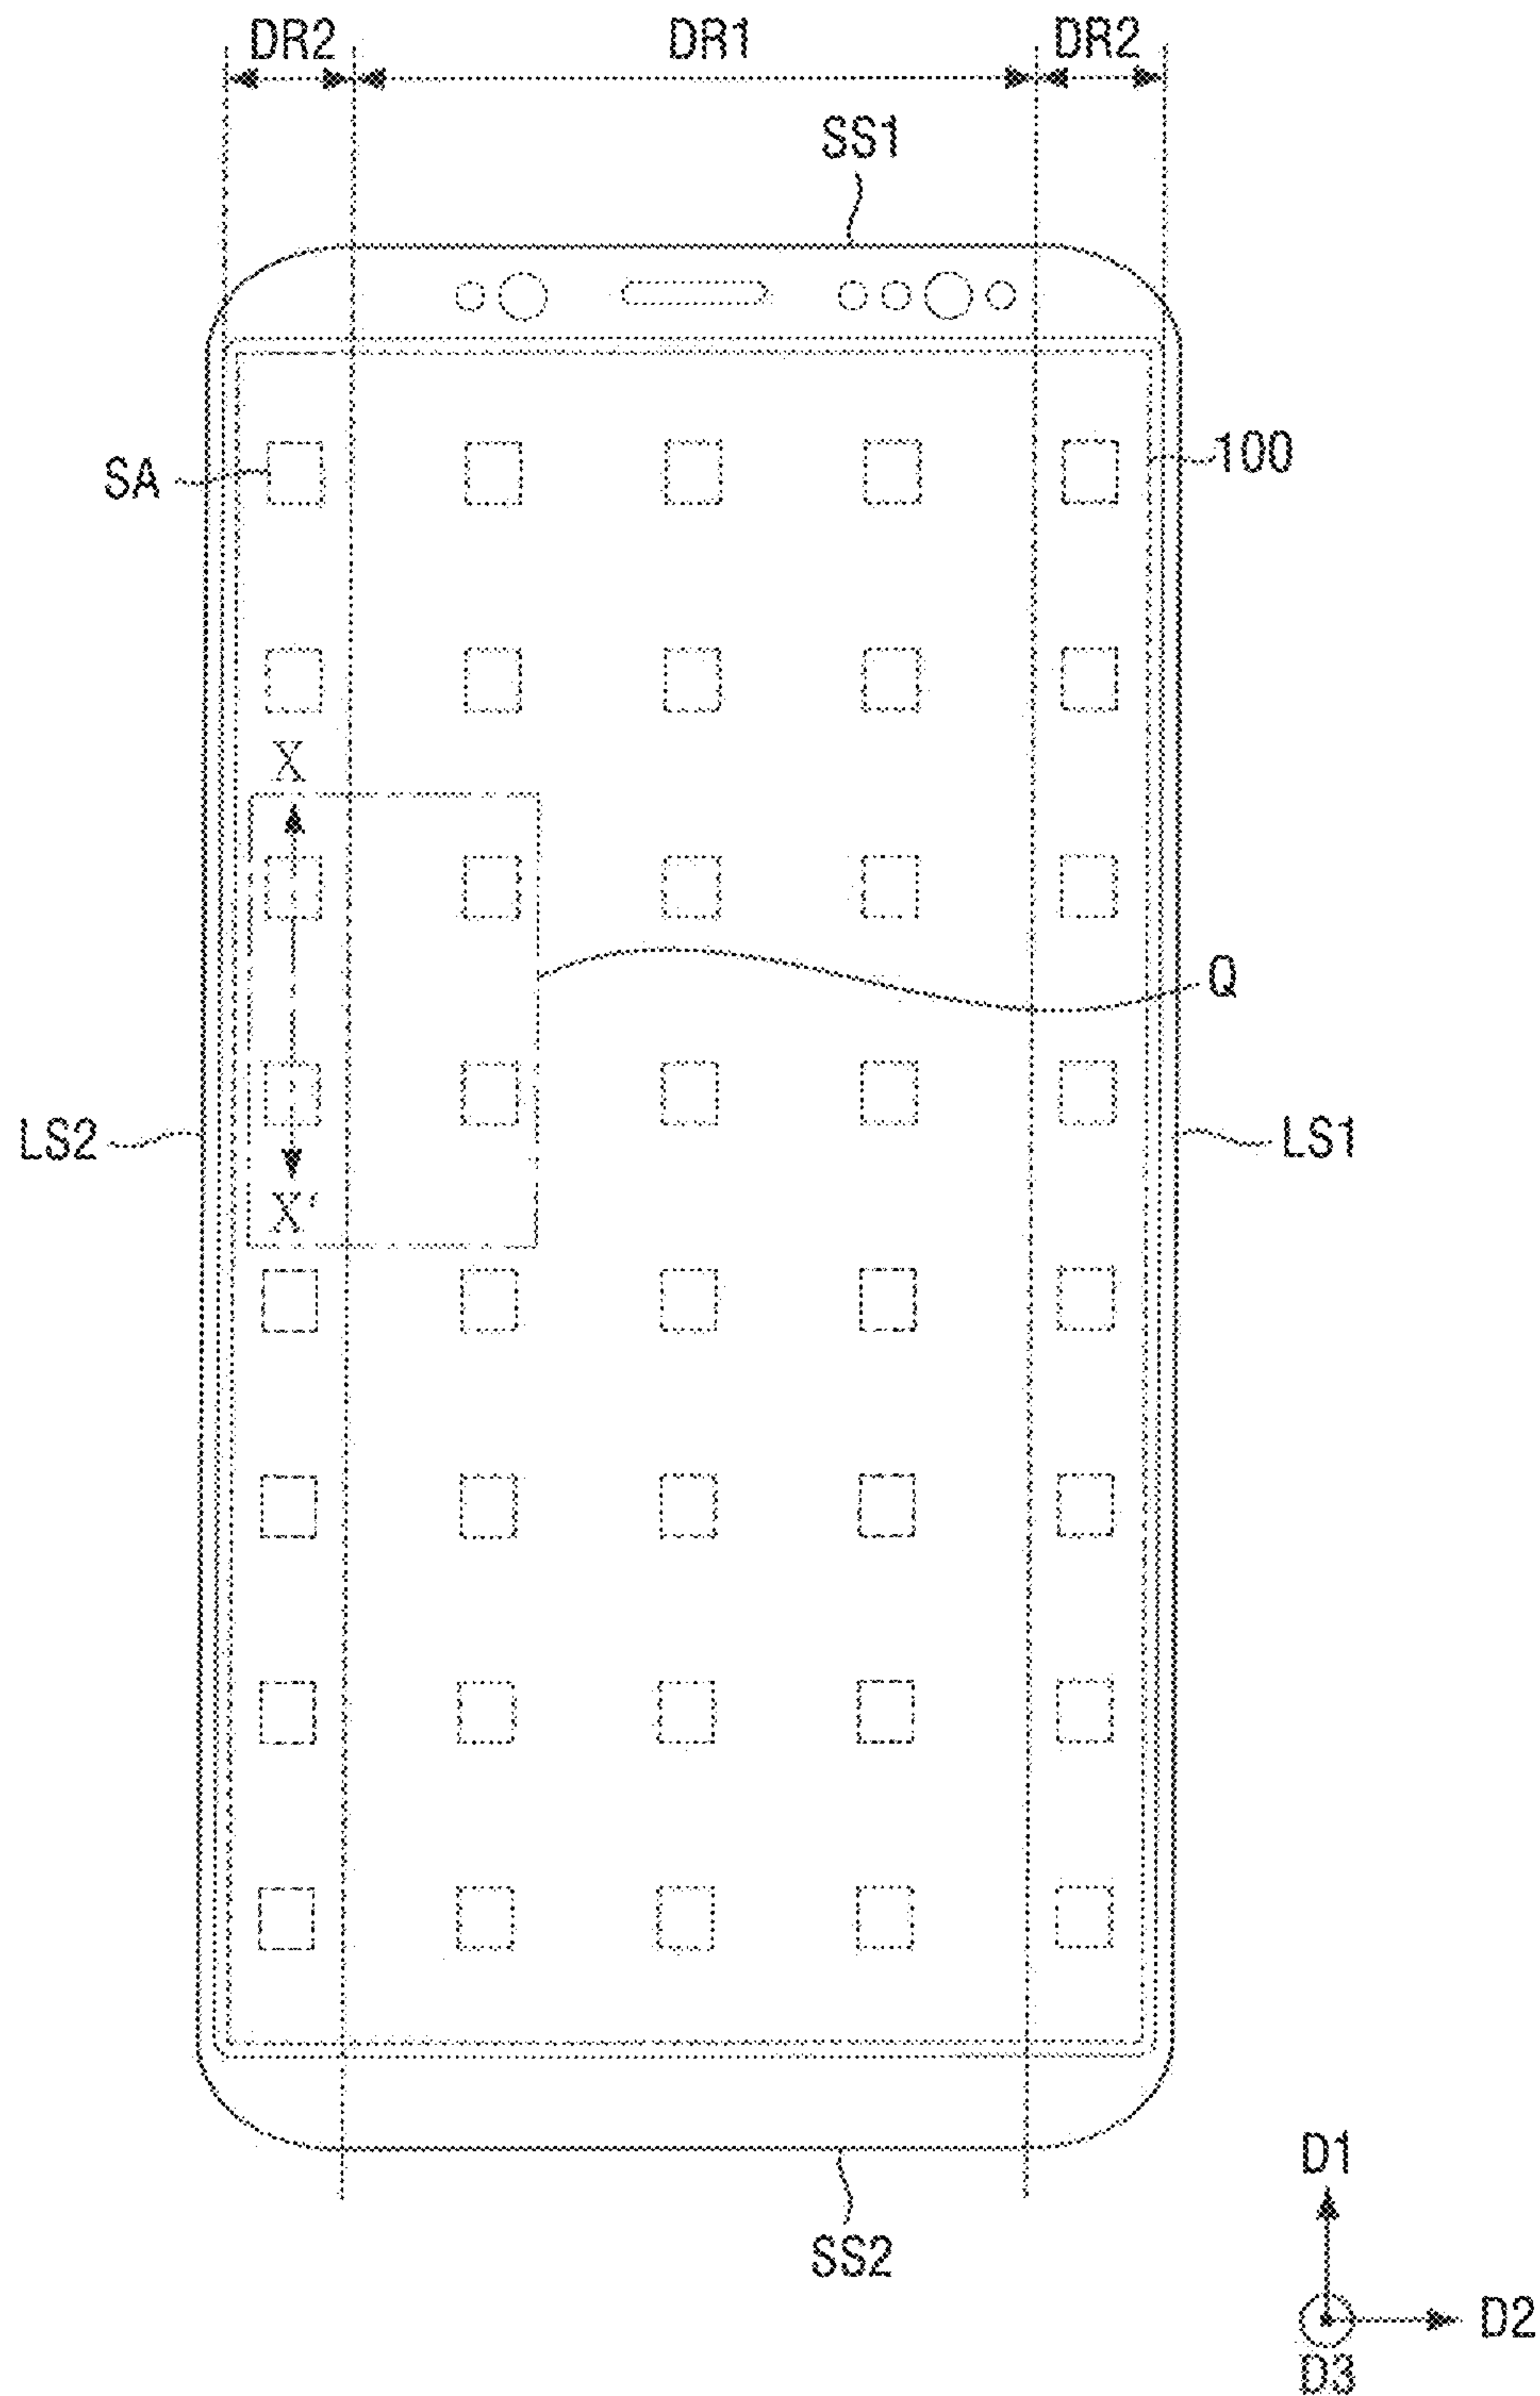 DR2 DR1 DR2
SS1
SA
100
X
Q
LS2
LS1
X'
D1
SS2
D2
D3